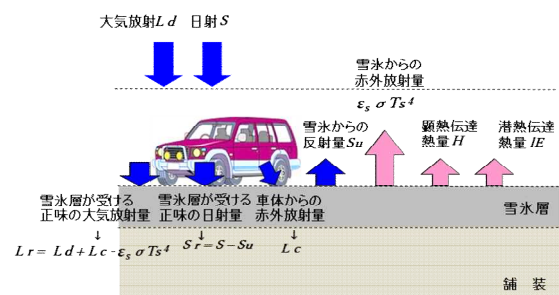 大気放射Ld 日射S
雪氷からの
赤外放射量
εsσTs⁴
雪氷からの
反射量Su
顕熱伝達
熱量H
潜熱伝達
熱量lE
雪氷層が受ける
正味の大気放射量
雪氷層が受ける
正味の日射量
車体からの
赤外放射量
雪氷層
↓
Lr = Ld+Lc-εsσTs⁴
↓
Sr=S-Su
↓
Lc
舗 装